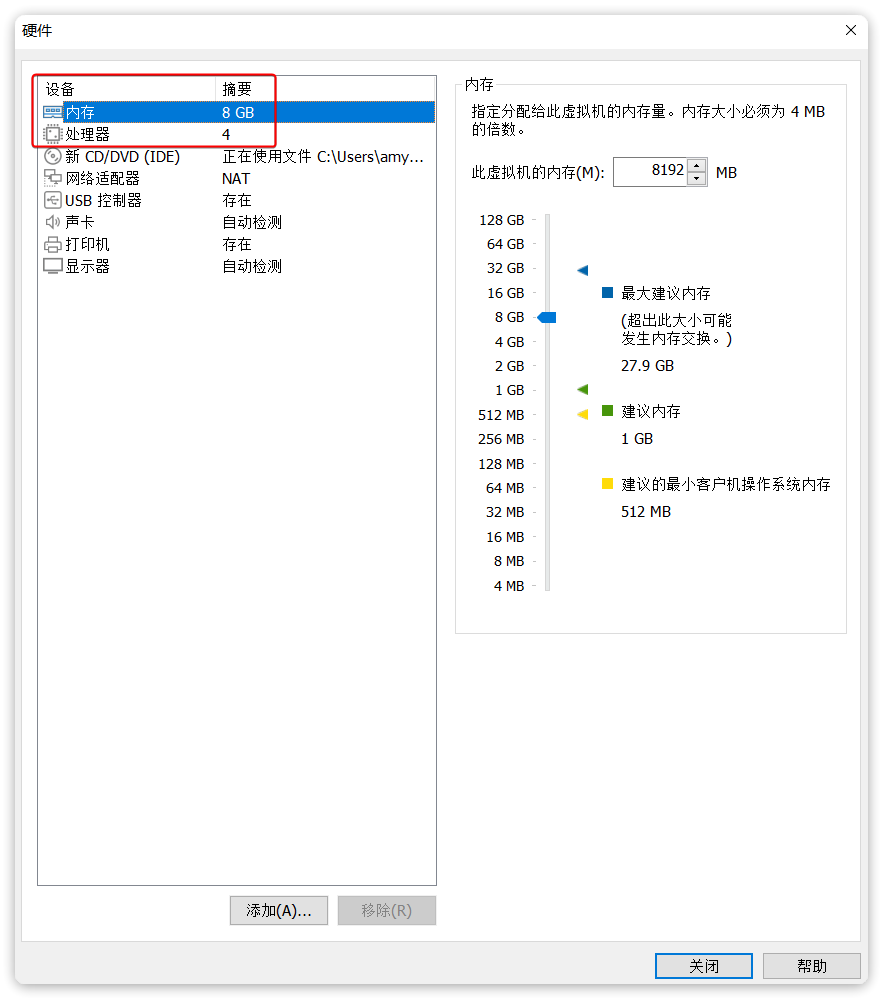 硬件
设备 摘要
内存 8 GB
处理器 4
新 CD/DVD (IDE) 正在使用文件 C:\Users\amy...
网络适配器 NAT
USB 控制器 存在
声卡 自动检测
打印机 存在
显示器 自动检测
添加(A)... 移除(R)
内存
指定分配给此虚拟机的内存量。内存大小必须为 4 MB
的倍数。
此虚拟机的内存(M): 8192 MB
128 GB
64 GB
32 GB
16 GB
8 GB
4 GB
2 GB
1 GB
512 MB
256 MB
128 MB
64 MB
32 MB
16 MB
8 MB
4 MB
最大建议内存
(超出此大小可能
发生内存交换。)
27.9 GB
建议内存
1 GB
建议的最小客户机操作系统内存
512 MB
关闭 帮助